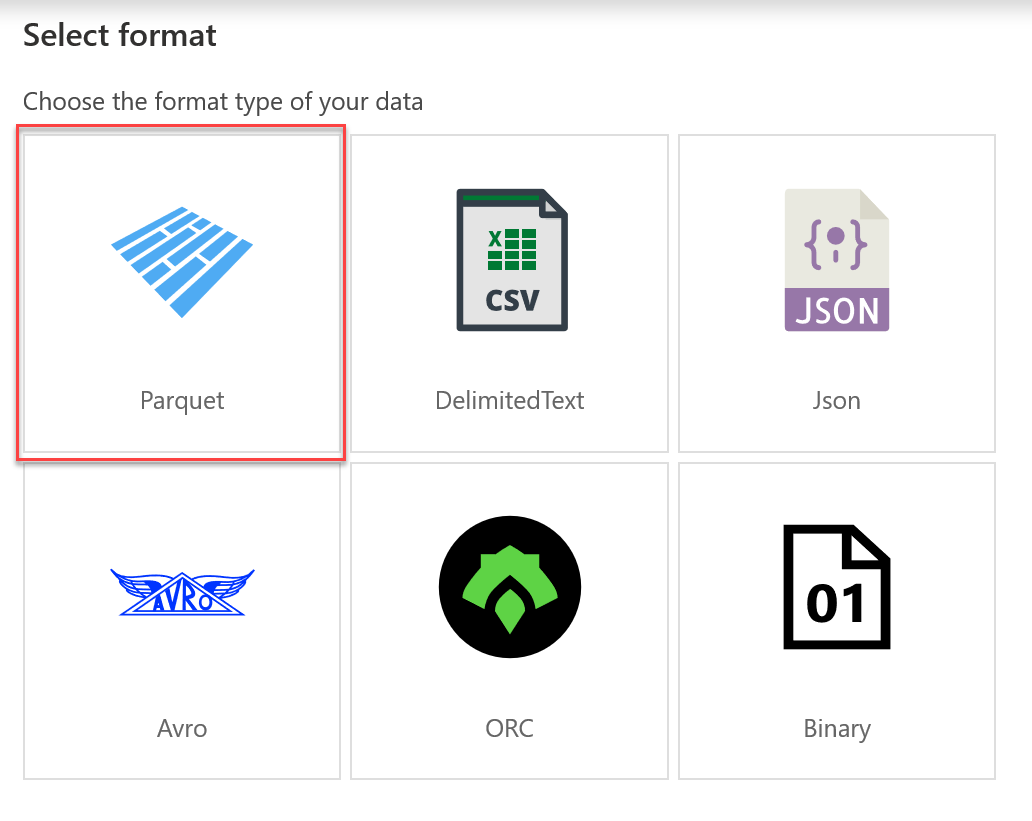 Select format
Choose the format type of your data
X
CSV
{ } JSON
Parquet
DelimitedText
Json
AVRO
01
Avro
ORC
Binary